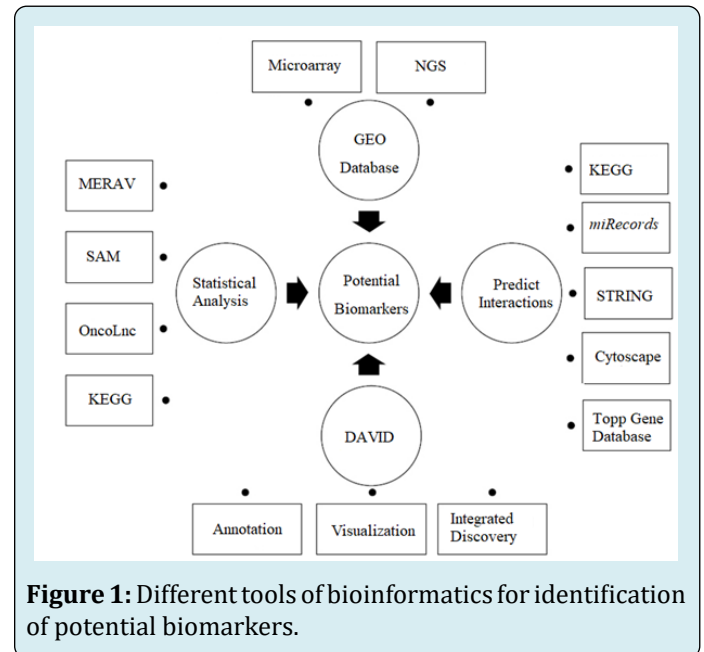 Microarray
NGS
GEO
Database
MERAV
SAM
OncoLnc
KEGG
Statistical
Analysis
Potential
Biomarkers
Predict
Interactions
KEGG
miRecords
STRING
Cytoscape
Topp Gene
Database
DAVID
Annotation
Visualization
Integrated
Discovery
Figure 1: Different tools of bioinformatics for identification
of potential biomarkers.